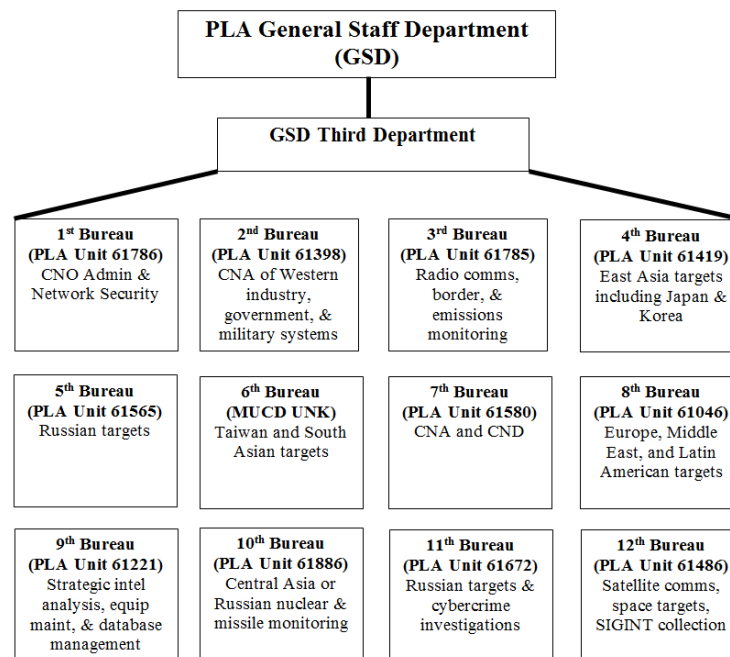 PLA General Staff Department
(GSD)
GSD Third Department
1st Bureau
(PLA Unit 61786)
CNO Admin &
Network Security
2nd Bureau
(PLA Unit 61398)
CNA of Western
industry,
government, &
military systems
3rd Bureau
(PLA Unit 61785)
Radio comms,
border, &
emissions
monitoring
4th Bureau
(PLA Unit 61419)
East Asia targets
including Japan &
Korea
5th Bureau
(PLA Unit 61565)
Russian targets
6th Bureau
(MUCD UNK)
Taiwan and South
Asian targets
7th Bureau
(PLA Unit 61580)
CNA and CND
8th Bureau
(PLA Unit 61046)
Europe, Middle
East, and Latin
American targets
9th Bureau
(PLA Unit 61221)
Strategic intel
analysis, equip
maint, & database
management
10th Bureau
(PLA Unit 61886)
Central Asia or
Russian nuclear &
missile monitoring
11th Bureau
(PLA Unit 61672)
Russian targets &
cybercrime
investigations
12th Bureau
(PLA Unit 61486)
Satellite comms,
space targets,
SIGINT collection